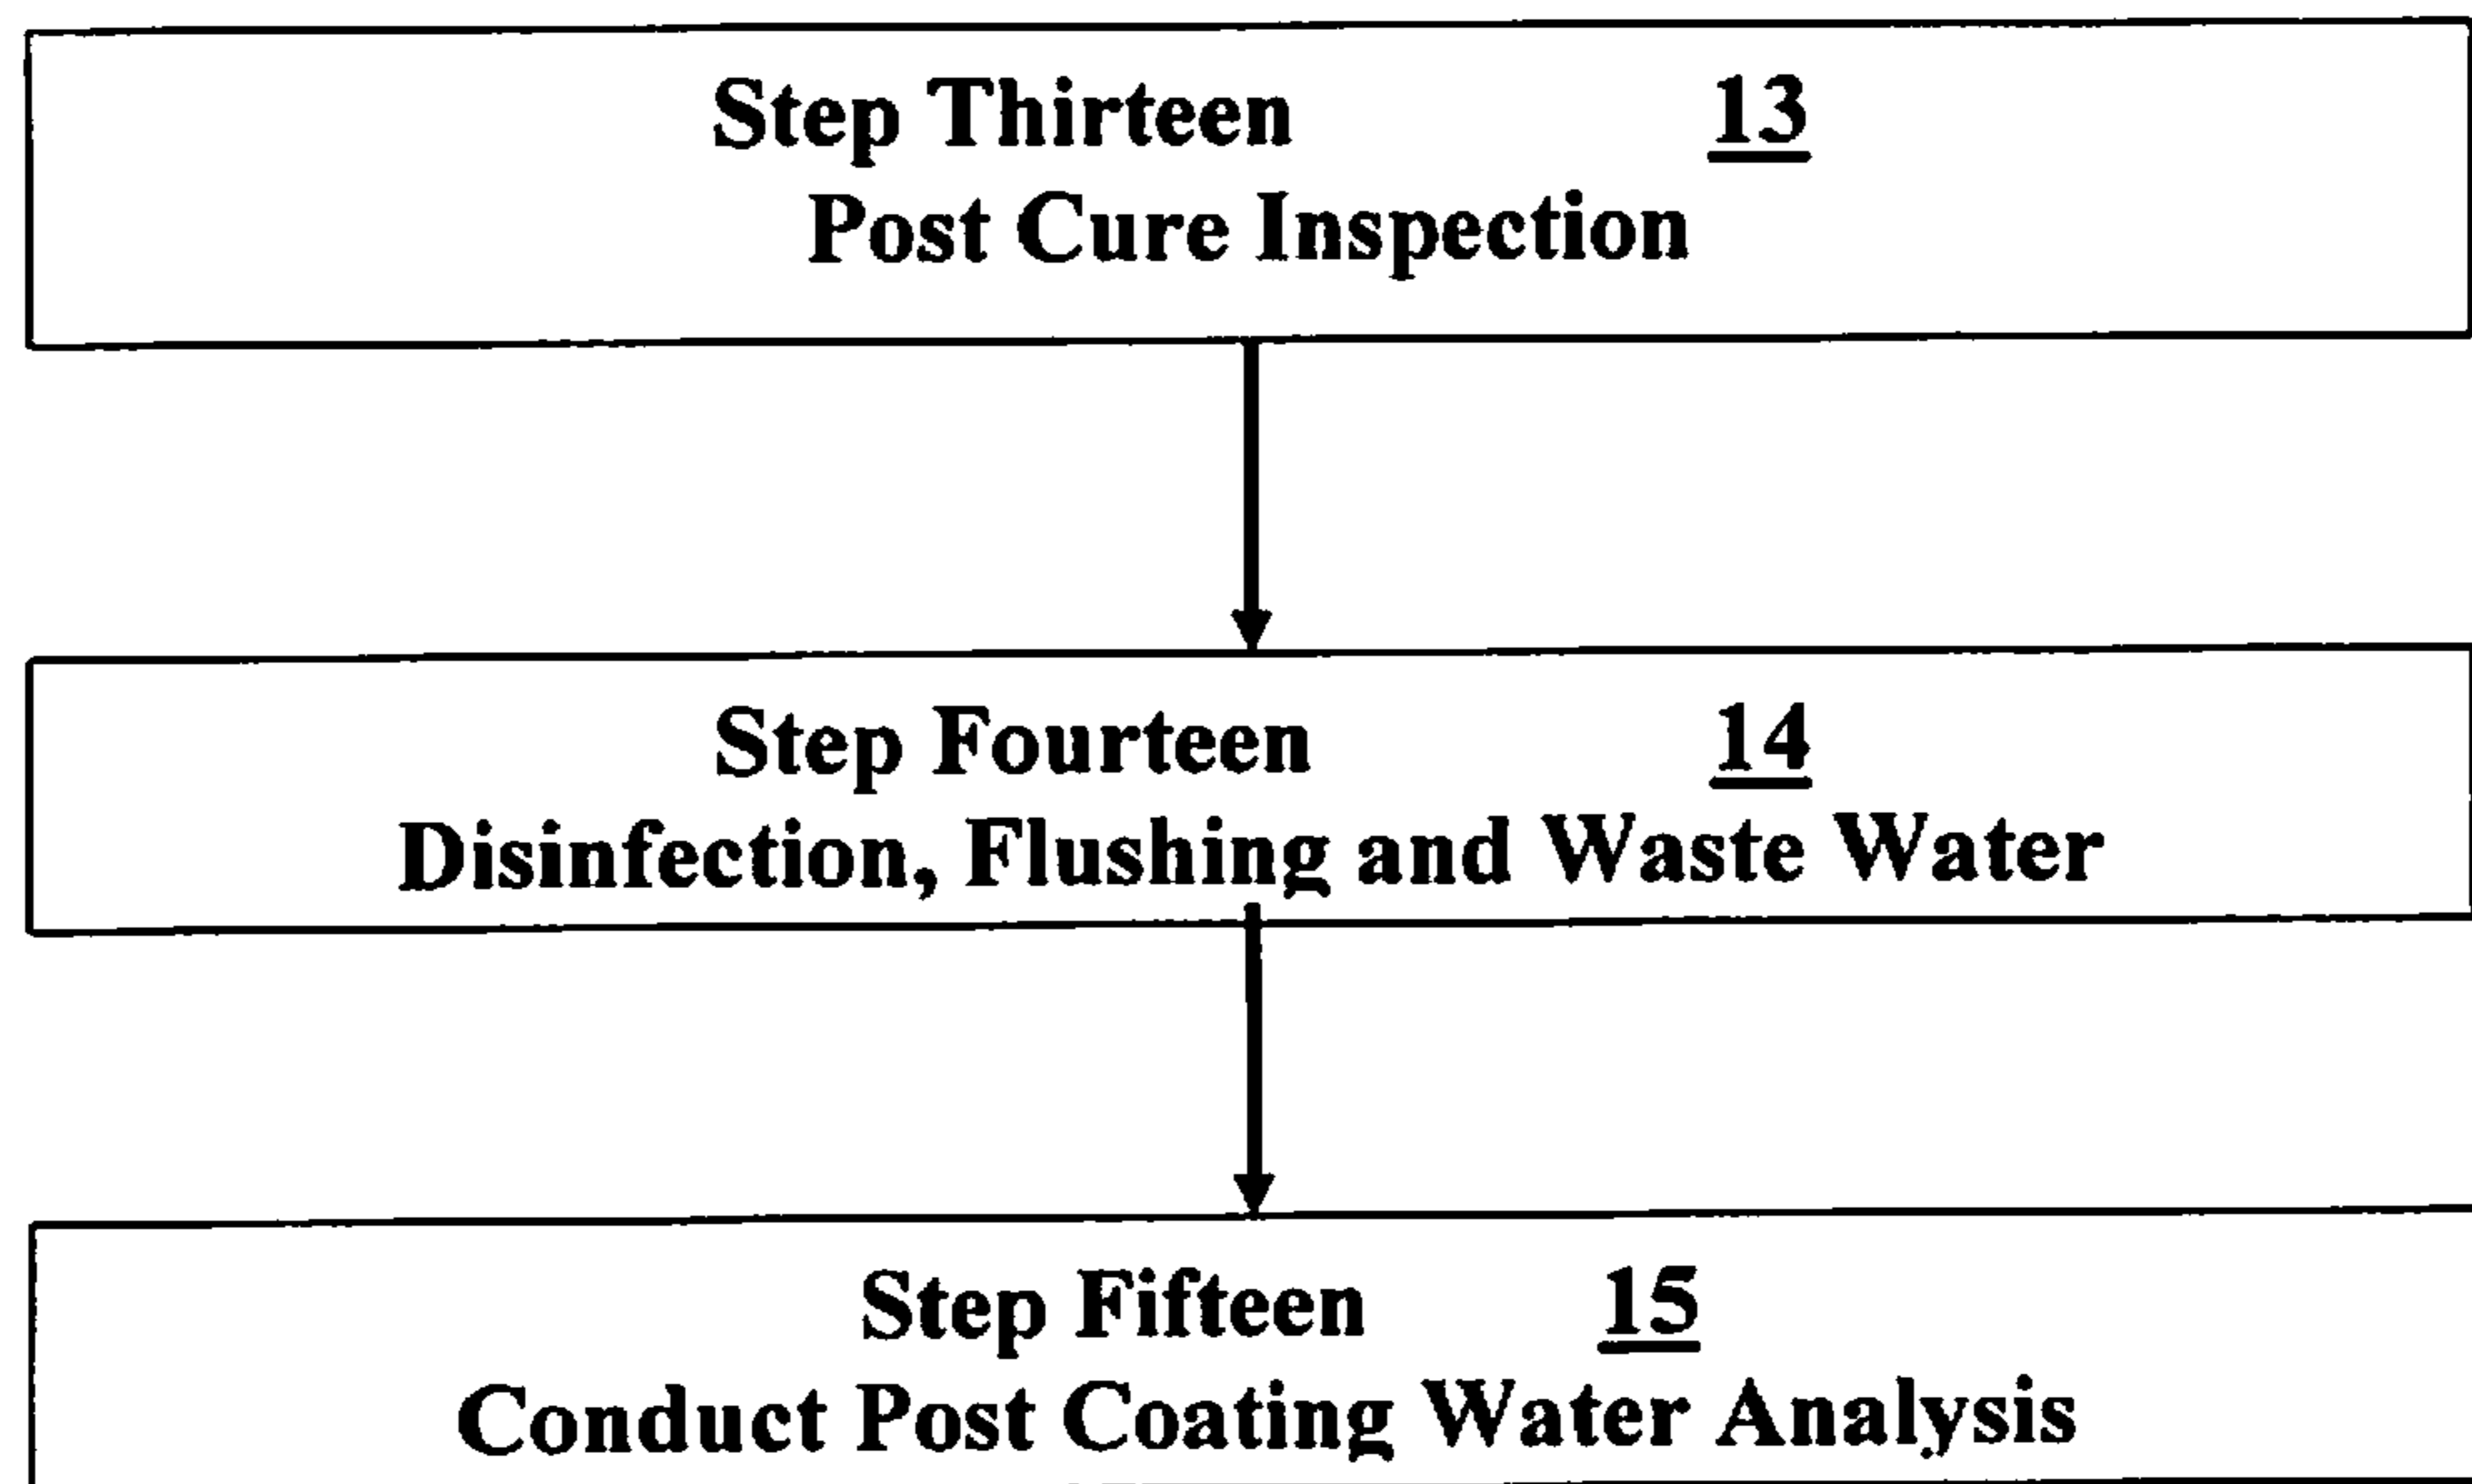 Step Thirteen 13
Post Cure Inspection
Step Fourteen 14
Disinfection, Flushing and Waste Water
Step Fifteen 15
Conduct Post Coating Water Analysis